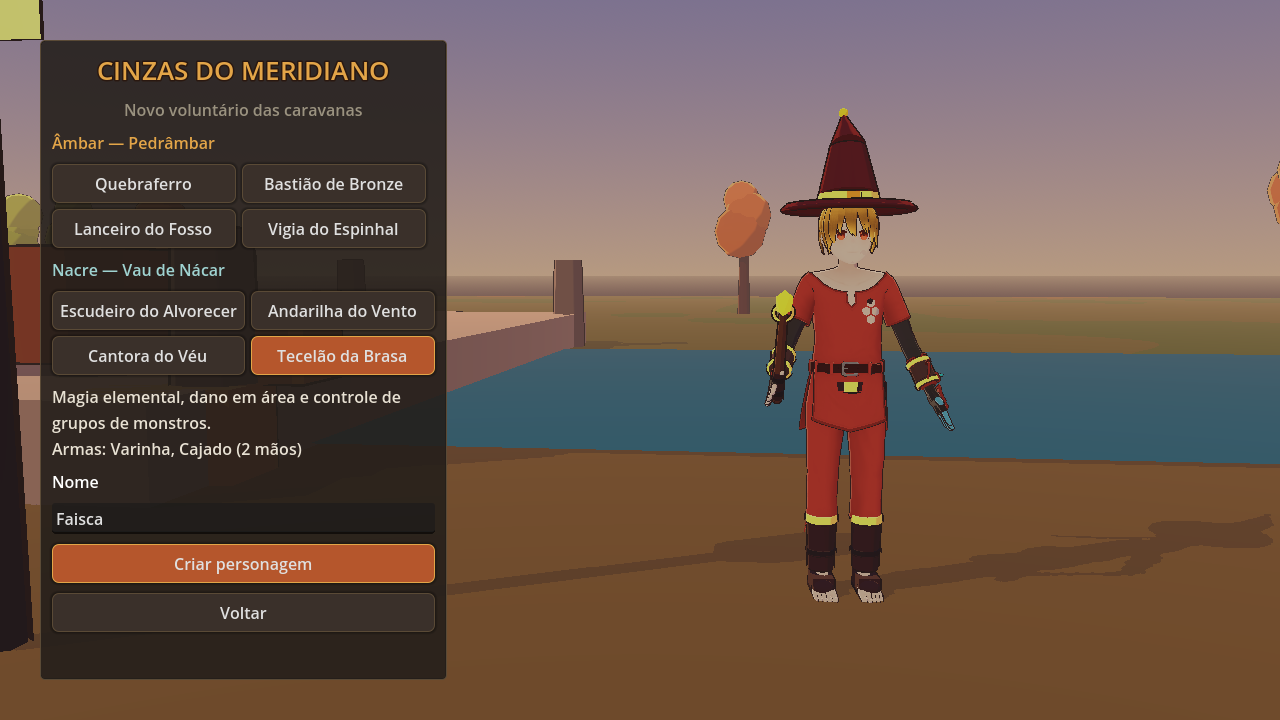 CINZAS DO MERIDIANO
Novo voluntário das caravanas
Âmbar — Pedrâmbar
Quebraferro
Bastião de Bronze
Lanceiro do Fosso
Vigia do Espinhal
Nacre — Vau de Nácar
Escudeiro do Alvorecer
Andarilha do Vento
Cantora do Véu
Tecelão da Brasa
Magia elemental, dano em área e controle de
grupos de monstros.
Armas: Varinha, Cajado (2 mãos)
Nome
Faisca
Criar personagem
Voltar